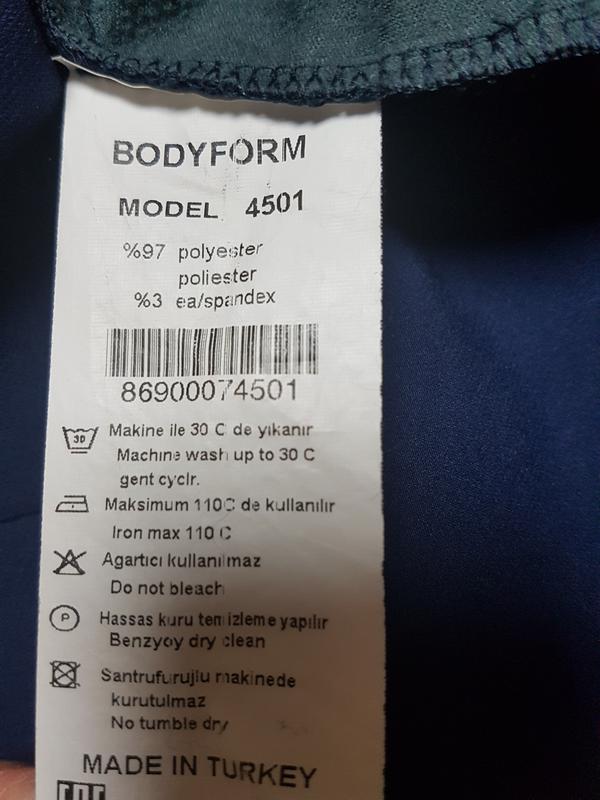 BODYFORM
MODEL 4501
%97 polyester
poliester
%3 ea/spandex
86900074501
30 Makine ile 30 C de yıkanır
Machine wash up to 30 C
gent cyclr.
Maksimum 110C de kullanılır
Iron max 110 C
Agartıcı kullanılmaz
Do not bleach
P Hassas kuru temizleme yapılır
Benzyoy dry clean
Santrufurujlu makinede
kurutulmaz
No tumble dry
MADE IN TURKEY